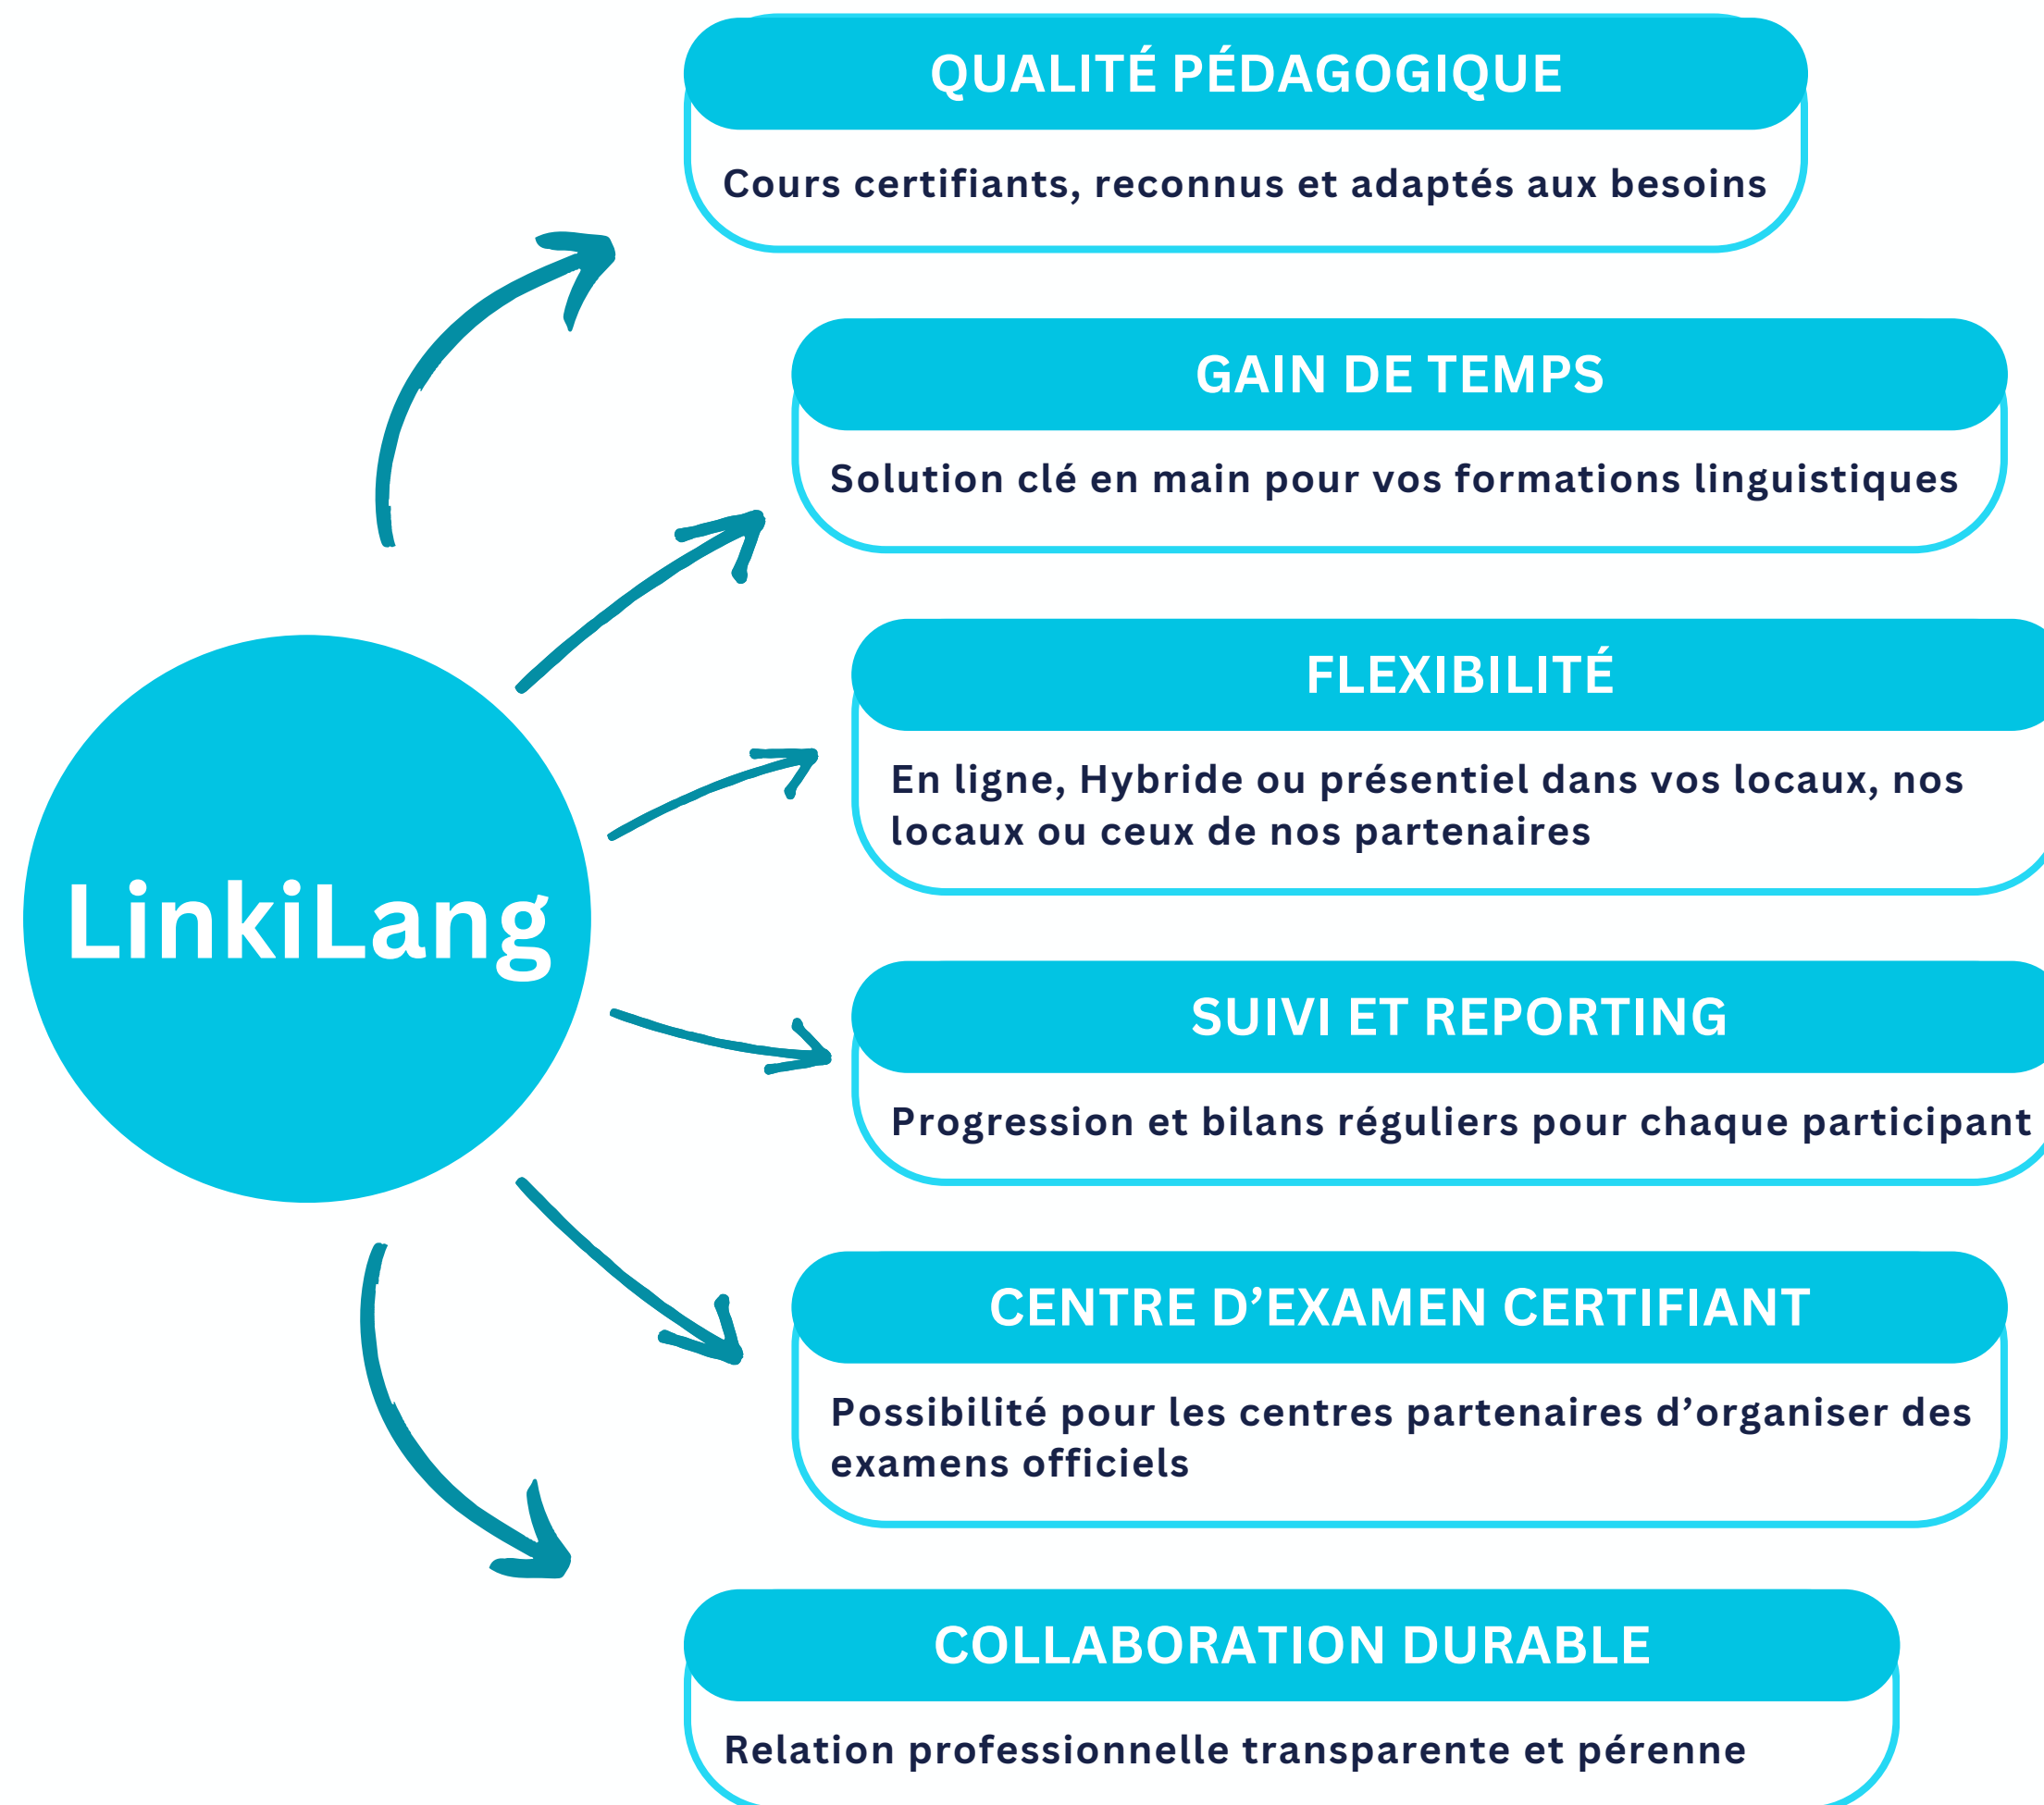 QUALITÉ PÉDAGOGIQUE
Cours certifiants, reconnus et adaptés aux besoins
GAIN DE TEMPS
Solution clé en main pour vos formations linguistiques
FLEXIBILITÉ
En ligne, Hybride ou présentiel dans vos locaux, nos
locaux ou ceux de nos partenaires
LinkiLang
SUIVI ET REPORTING
Progression et bilans réguliers pour chaque participant
CENTRE D’EXAMEN CERTIFIANT
Possibilité pour les centres partenaires d’organiser des
examens officiels
COLLABORATION DURABLE
Relation professionnelle transparente et pérenne